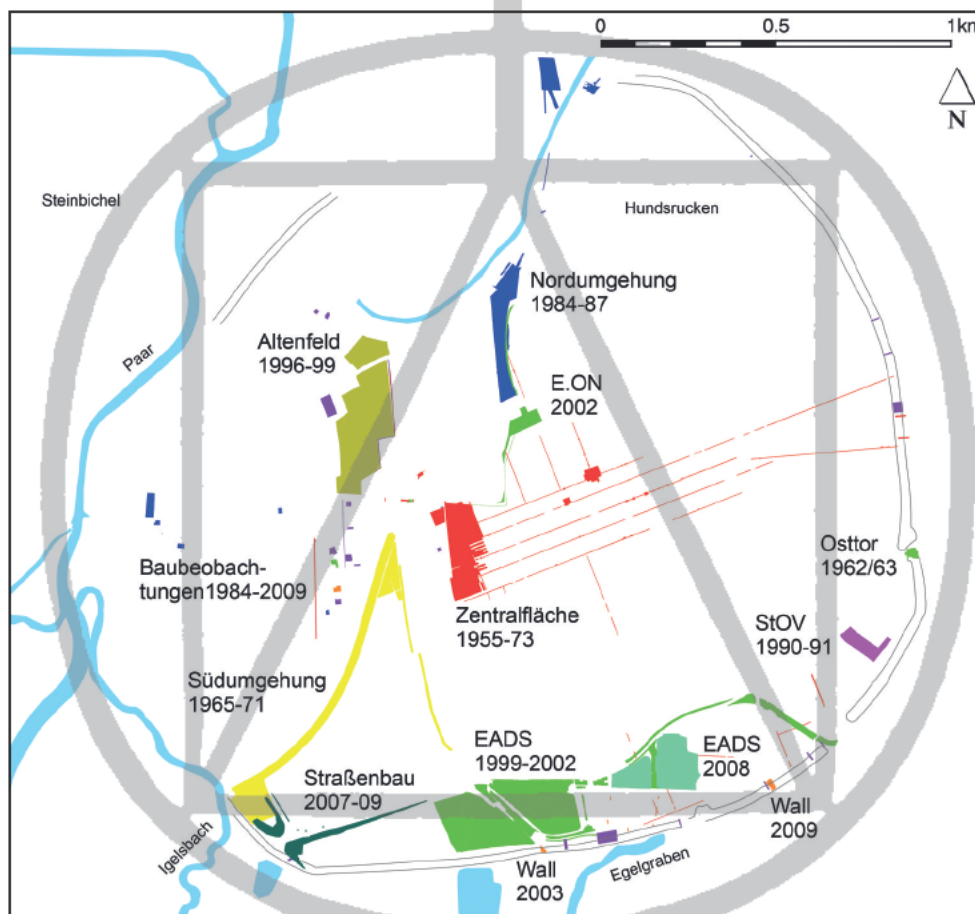 0 0.5 1km
N
Steinbichel
Hundsrucken
Nordumgehung
1984-87
Altenfeld
1996-99
Paar
E.ON
2002
Osttor
1962/63
Baubeobach-
tungen1984-2009
Zentralfläche
1955-73
StOV
1990-91
Südumgehung
1965-71
EADS
1999-2002
EADS
2008
Straßenbau
2007-09
Wall
2009
Igelsbach
Wall
2003
Egelgraben